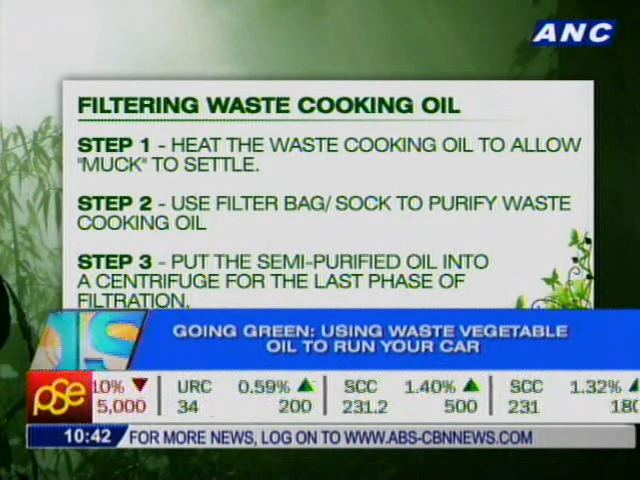 ANC
FILTERING WASTE COOKING OIL
STEP 1 - HEAT THE WASTE COOKING OIL TO ALLOW
"MUCK" TO SETTLE.
STEP 2 - USE FILTER BAG/ SOCK TO PURIFY WASTE
COOKING OIL
STEP 3 - PUT THE SEMI-PURIFIED OIL INTO
A CENTRIFUGE FOR THE LAST PHASE OF
FILTRATION.
GOING GREEN: USING WASTE VEGETABLE
OIL TO RUN YOUR CAR
pse 10% URC 0.59% SCC 1.40% SCC 1.32%
5,000 34 200 231.2 500 231 180
10:42 FOR MORE NEWS, LOG ON TO WWW.ABS-CBNNEWS.COM